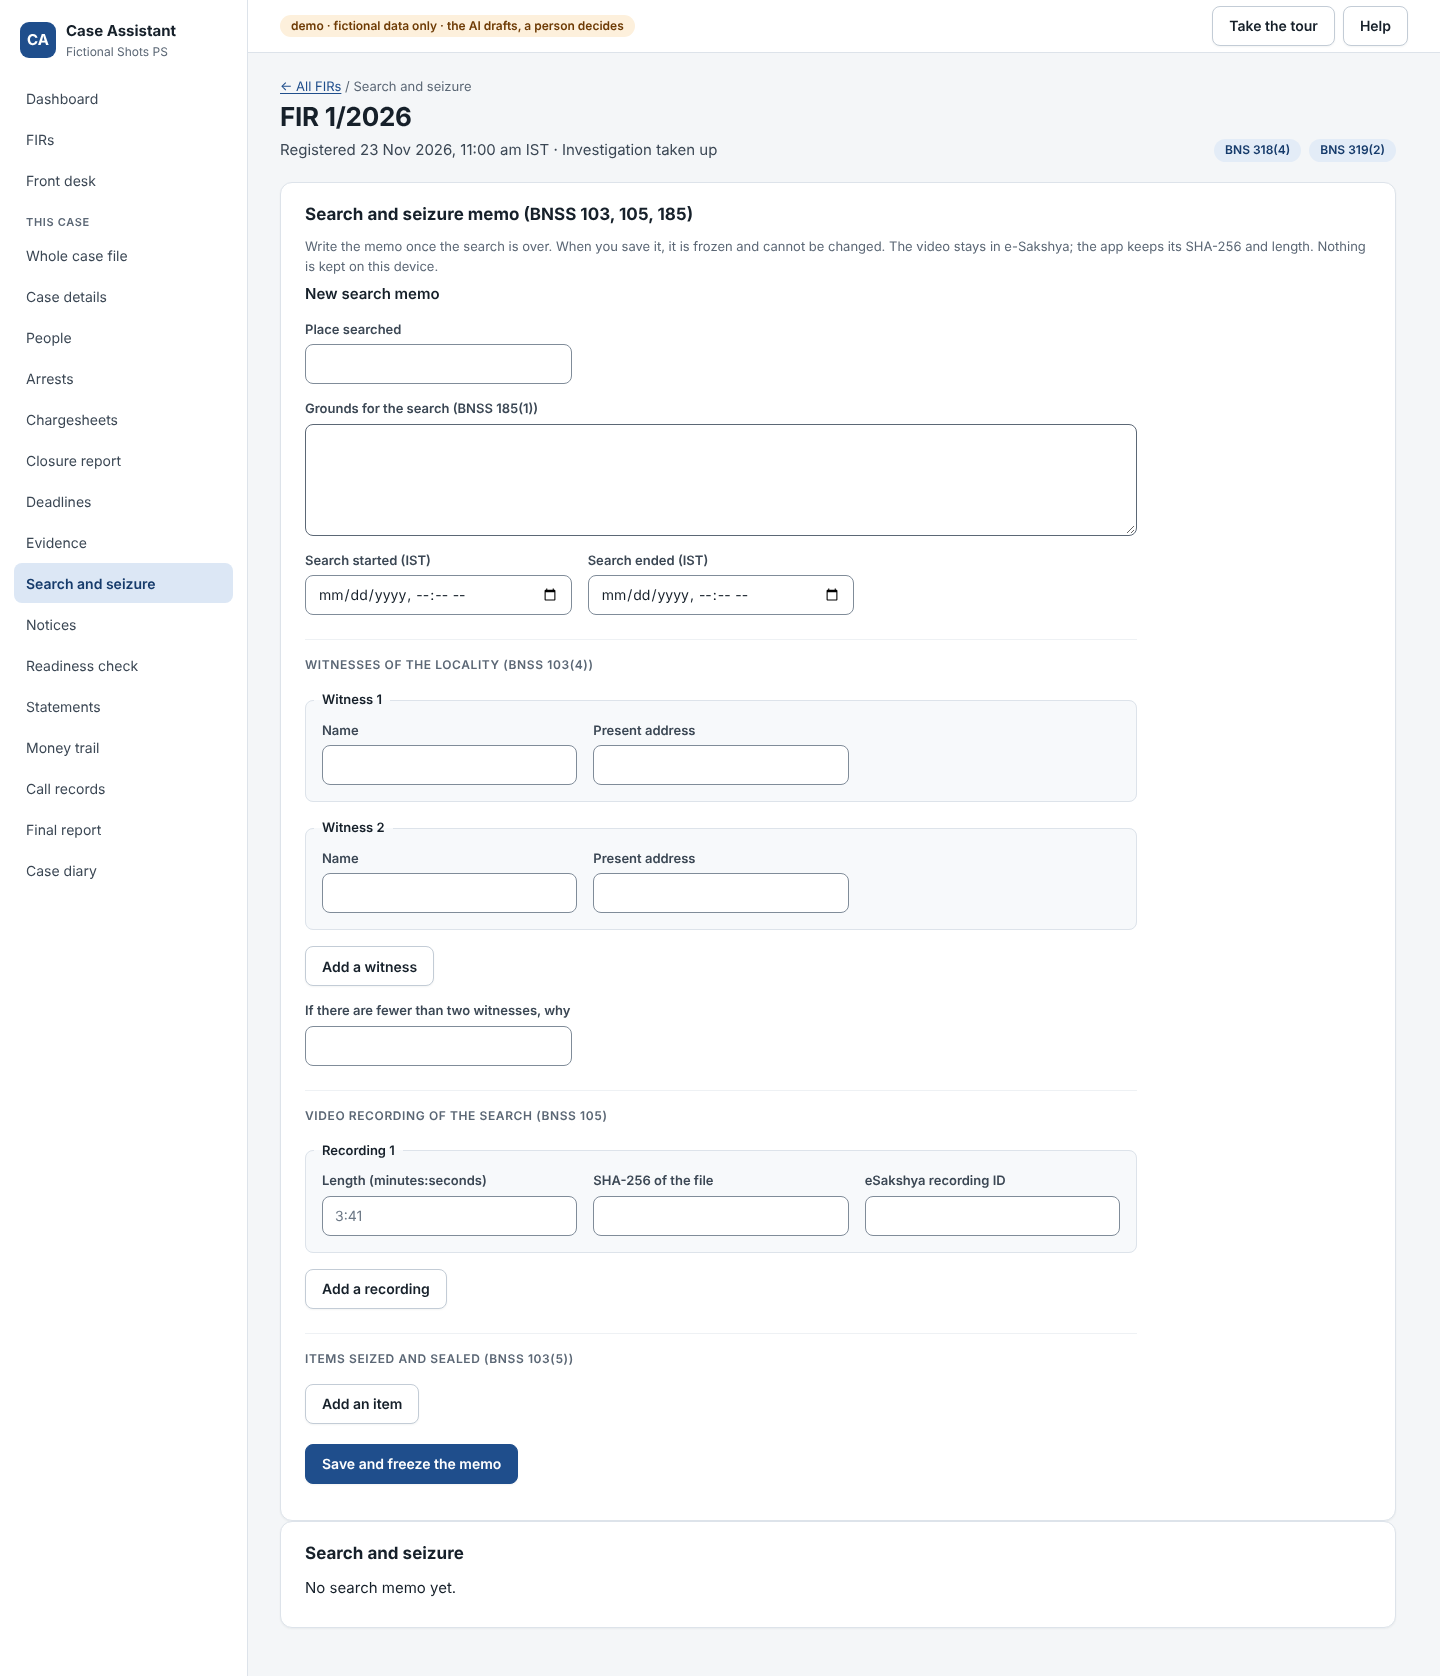 CA
Case Assistant
Fictional Shots PS
Dashboard
FIRs
Front desk
THIS CASE
Whole case file
Case details
People
Arrests
Chargesheets
Closure report
Deadlines
Evidence
Search and seizure
Notices
Readiness check
Statements
Money trail
Call records
Final report
Case diary
demo · fictional data only · the AI drafts, a person decides
Take the tour
Help
← All FIRs / Search and seizure
FIR 1/2026
Registered 23 Nov 2026, 11:00 am IST · Investigation taken up
BNS 318(4)
BNS 319(2)
Search and seizure memo (BNSS 103, 105, 185)
Write the memo once the search is over. When you save it, it is frozen and cannot be changed. The video stays in e-Sakshya; the app keeps its SHA-256 and length. Nothing
is kept on this device.
New search memo
Place searched
Grounds for the search (BNSS 185(1))
Search started (IST)
Search ended (IST)
mm/dd/yyyy, --:-- --
mm/dd/yyyy, --:-- --
WITNESSES OF THE LOCALITY (BNSS 103(4))
Witness 1
Name
Present address
Witness 2
Name
Present address
Add a witness
If there are fewer than two witnesses, why
VIDEO RECORDING OF THE SEARCH (BNSS 105)
Recording 1
Length (minutes:seconds)
SHA-256 of the file
eSakshya recording ID
3:41
Add a recording
ITEMS SEIZED AND SEALED (BNSS 103(5))
Add an item
Save and freeze the memo
Search and seizure
No search memo yet.